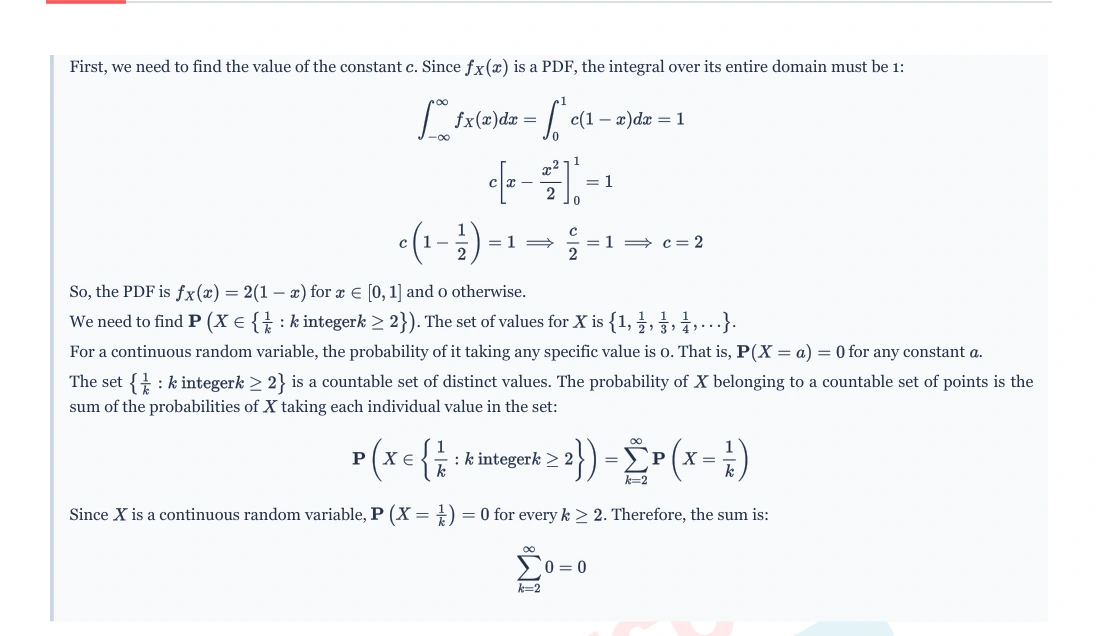 First, we need to find the value of the constant c. Since f_X(x) is a PDF, the integral over its entire domain must be 1:
∫_{−∞}^{∞} f_X(x)dx = ∫_0^1 c(1 − x)dx = 1
c[x − x²/2]_0^1 = 1
c(1 − 1/2) = 1 ⟹ c/2 = 1 ⟹ c = 2
So, the PDF is f_X(x) = 2(1 − x) for x ∈ [0, 1] and 0 otherwise.
We need to find P (X ∈ {1/k : k integerk ≥ 2}). The set of values for X is {1, 1/2, 1/3, 1/4, …}.
For a continuous random variable, the probability of it taking any specific value is 0. That is, P(X = a) = 0 for any constant a.
The set {1/k : k integerk ≥ 2} is a countable set of distinct values. The probability of X belonging to a countable set of points is the
sum of the probabilities of X taking each individual value in the set:
P(X ∈ {1/k : k integerk ≥ 2}) = ∑_{k=2}^{∞} P(X = 1/k)
Since X is a continuous random variable, P (X = 1/k) = 0 for every k ≥ 2. Therefore, the sum is:
∑_{k=2}^{∞} 0 = 0